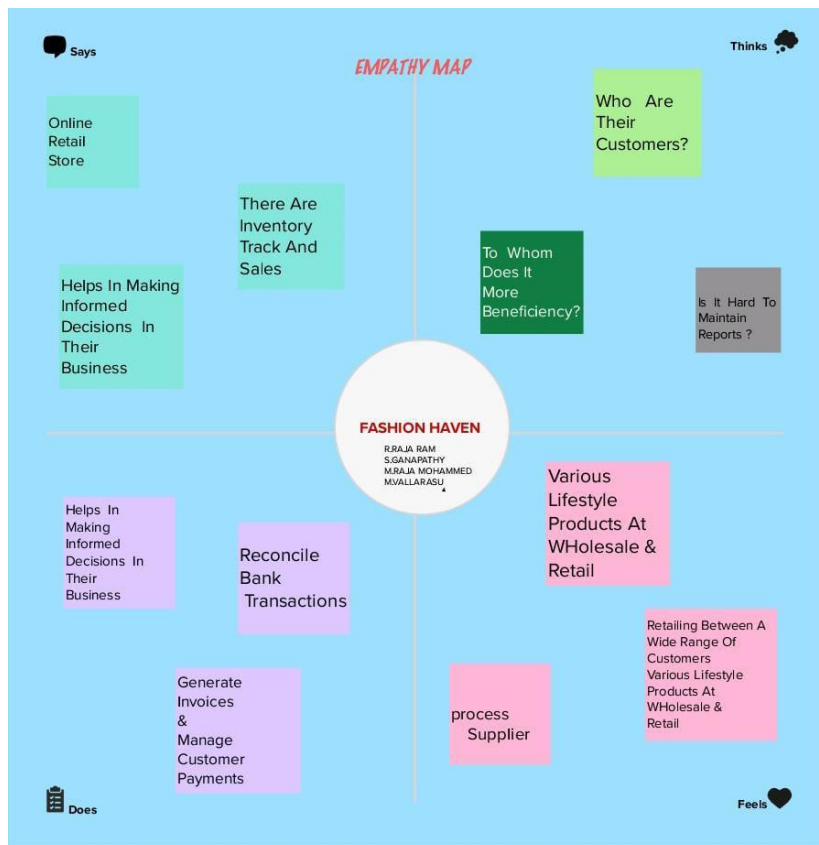 Says
Thinks
EMPATHY MAP
Online
Retail
Store
There Are
Inventory
Track And
Sales
Helps In Making
Informed
Decisions In
Their
Business
Who Are
Their
Customers?
To Whom
Does It
More
Beneficiency?
Is It Hard To
Maintain
Reports ?
FASHION HAVEN
R.RAJA RAM
S.GANAPATHY
M.RAJA MOHAMMED
M.VALLARASU
Helps In
Making
Informed
Decisions In
Their
Business
Reconcile
Bank
Transactions
Generate
Invoices
&
Manage
Customer
Payments
Various
Lifestyle
Products At
WHolesale &
Retail
Retailing Between A
Wide Range Of
Customers
Various Lifestyle
Products At
WHolesale &
Retail
process
Supplier
Does
Feels